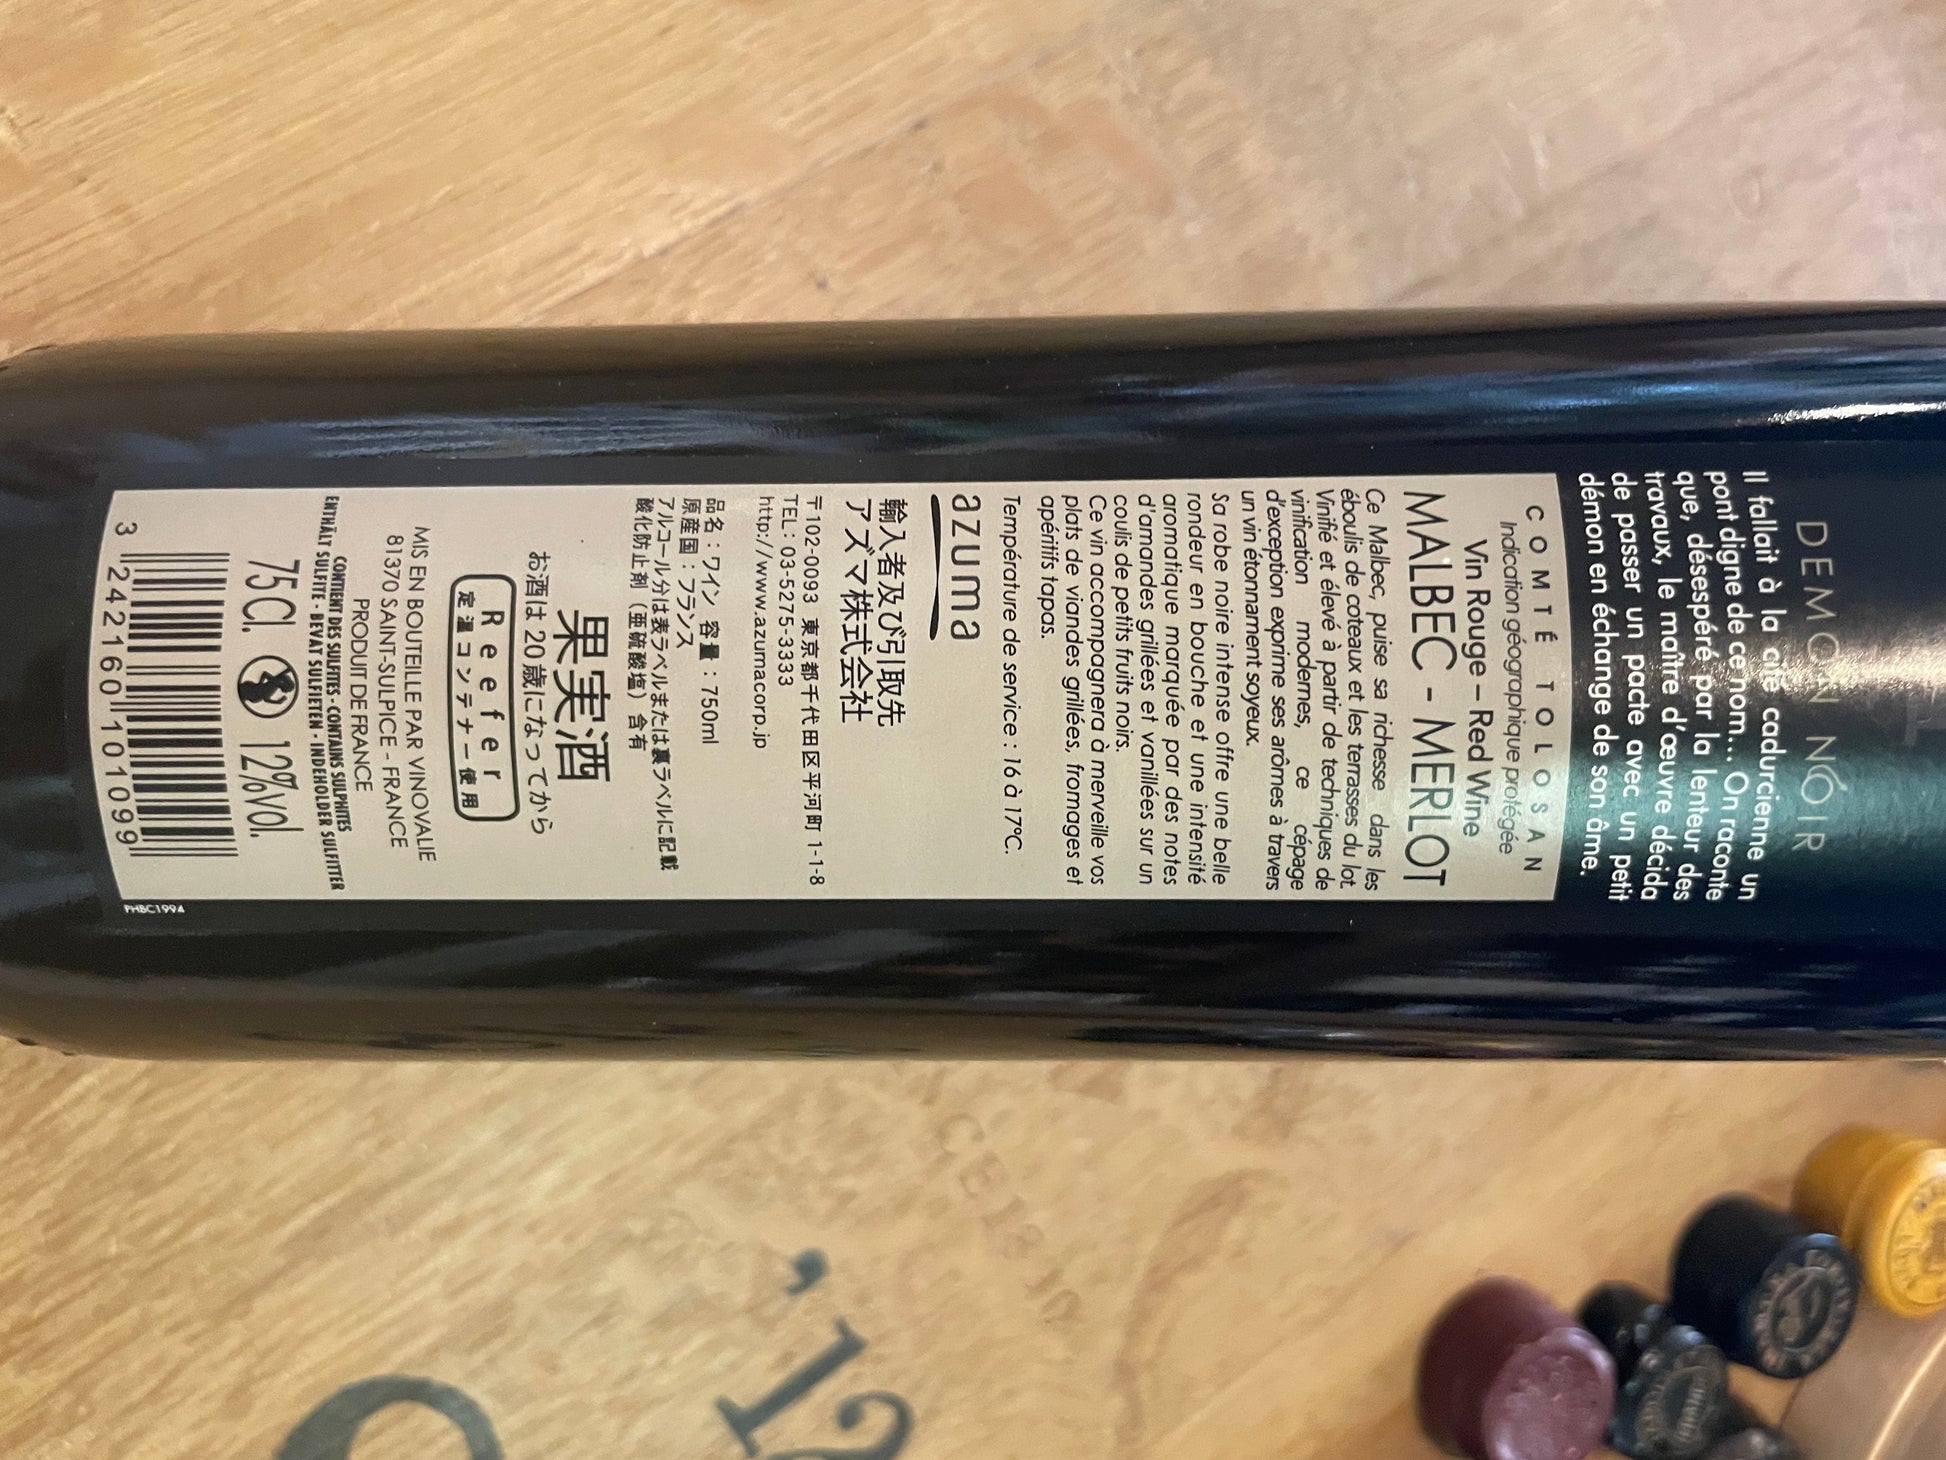 DEMON NOIR
Il fallait à la cité cadurcienne un
pont digne de ce nom... On raconte
que, désespéré par la lenteur des
travaux, le maître d'œuvre décida
de passer un pacte avec un petit
démon en échange de son âme.
COMTÉ TOLOSAN
Indication géographique protégée
Vin Rouge – Red Wine
MALBEC - MERLOT
Ce Malbec, puise sa richesse dans les
éboulis de coteaux et les terrasses du lot.
Vinifié et élevé à partir de techniques de
vinification modernes, ce cépage
d'exception exprime ses arômes à travers
un vin étonnament soyeux.
Sa robe noire intense offre une belle
rondeur en bouche et une intensité
aromatique marquée par des notes
d'amandes grillées et vanillées sur un
coulis de petits fruits noirs.
Ce vin accompagnera à merveille vos
plats de viandes grillées, fromages et
apéritifs tapas.
Température de service : 16 à 17°C.
azuma
輸入者及び引取先
アズマ株式会社
〒102-0093 東京都千代田区平河町 1-1-8
TEL: 03-5275-3333
http://www.azumacorp.jp
品名：ワイン 容量：750ml
原産国：フランス
アルコール分は表ラベルまたは裏ラベルに記載
酸化防止剤（亜硫酸塩）含有
果実酒
お酒は20歳になってから
Reefer
定温コンテナー使用
MIS EN BOUTEILLE PAR VINOVALIE
81370 SAINT-SULPICE - FRANCE
PRODUIT DE FRANCE
CONTIENT DES SULFITES - CONTAINS SULPHITES
ENTHÄLT SULFITE - BEVAT SULFIETEN - INDEHOLDER SULFITTER
75Cl. 12%vol.
3 242160 101099
PHBC1994
12